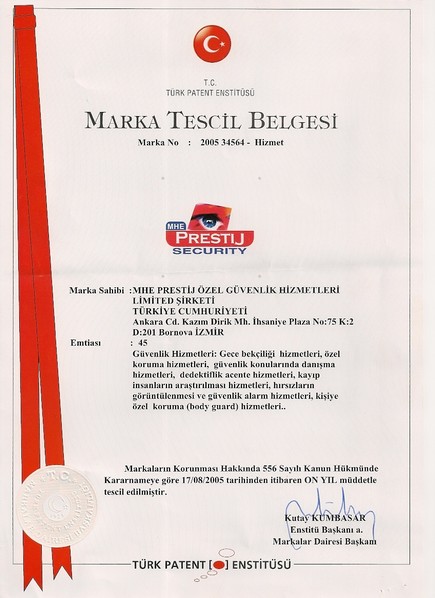 T.C.
TÜRK PATENT ENSTİTÜSÜ
MARKA TESCİL BELGESİ
Marka No : 2005 34564 - Hizmet
MHE
PRESTİJ
SECURITY
Marka Sahibi :MHE PRESTİJ ÖZEL GÜVENLİK HİZMETLERİ
LİMİTED ŞİRKETİ
TÜRKİYE CUMHURİYETİ
Ankara Cd. Kazım Dirik Mh. İhsaniye Plaza No:75 K:2
D:201 Bornova İZMİR
Emtiası : 45
Güvenlik Hizmetleri: Gece bekçiliği hizmetleri, özel
koruma hizmetleri, güvenlik konularında danışma
hizmetleri, dedektiflik acente hizmetleri, kayıp
insanların araştırılması hizmetleri, hırsızların
görüntülenmesi ve güvenlik alarm hizmetleri, kişiye
özel koruma (body guard) hizmetleri..
Markaların Korunması Hakkında 556 Sayılı Kanun Hükmünde
Kararnameye göre 17/08/2005 tarihinden itibaren ON YIL müddetle
tescil edilmiştir.
Kutay KUMBASAR
Enstitü Başkanı a.
Markalar Dairesi Başkanı
T.C.
TÜRK PATENT ENSTİTÜSÜ